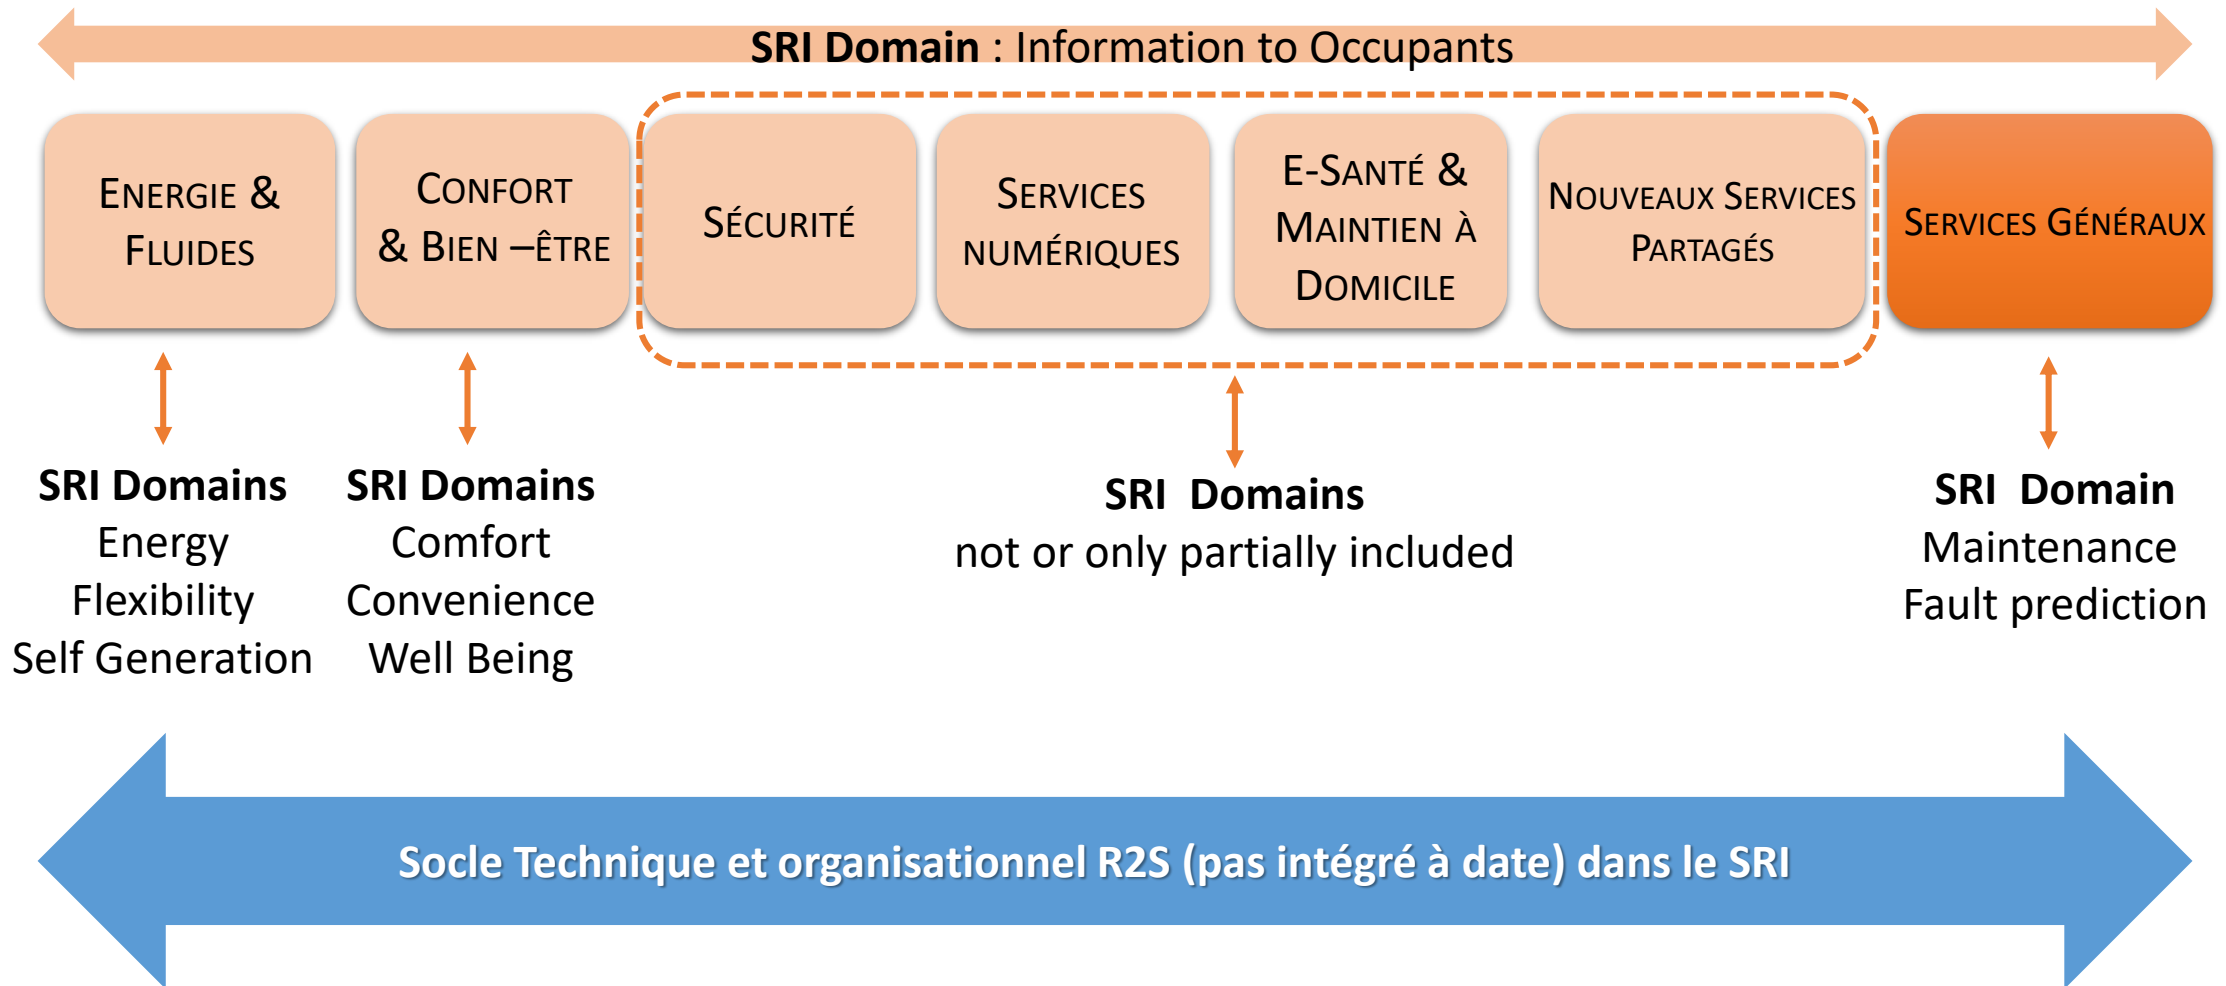 SRI Domain : Information to Occupants
ENERGIE &
FLUIDES
CONFORT
& BIEN –ÊTRE
SÉCURITÉ
SERVICES
NUMÉRIQUES
E-SANTÉ &
MAINTIEN À
DOMICILE
NOUVEAUX SERVICES
PARTAGÉS
SERVICES GÉNÉRAUX
SRI Domains
Energy
Flexibility
Self Generation
SRI Domains
Comfort
Convenience
Well Being
SRI  Domains
not or only partially included
SRI  Domain
Maintenance
Fault prediction
Socle Technique et organisationnel R2S (pas intégré à date) dans le SRI